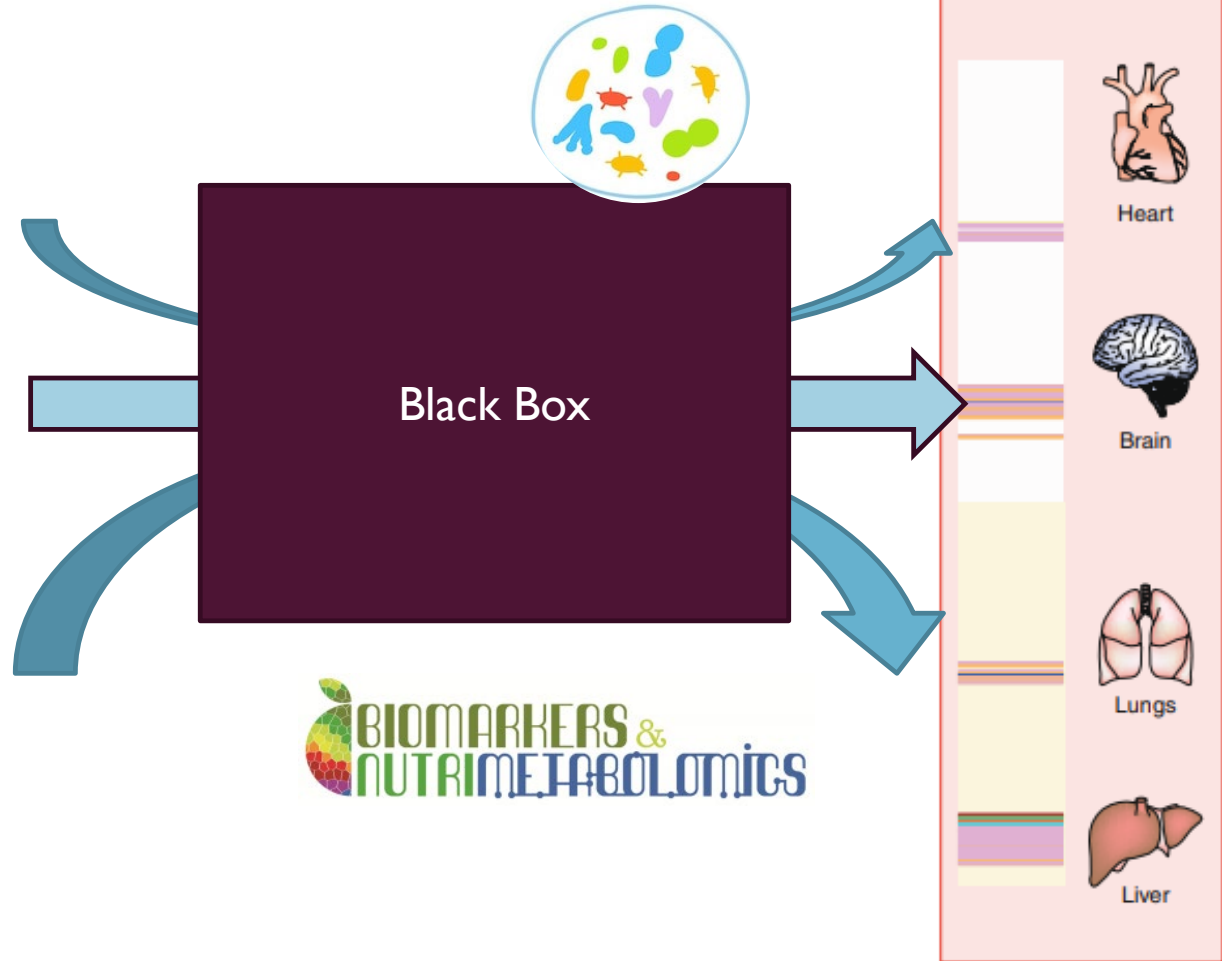 Heart
Black Box
Brain
Lungs
BIOMARKERS &
NUTRIMETABOLOMICS
Liver